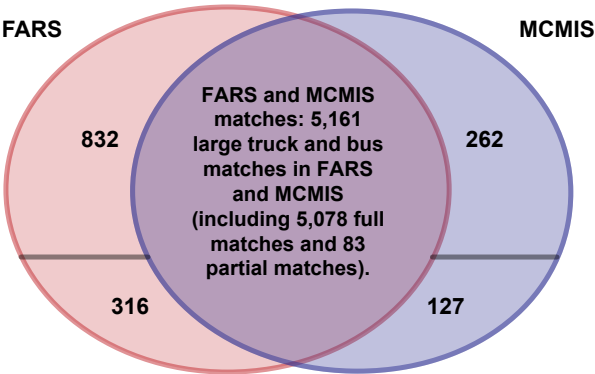 FARS
MCMIS
FARS and MCMIS
matches: 5,161
large truck and bus
matches in FARS
and MCMIS
(including 5,078 full
matches and 83
partial matches).
832
262
316
127